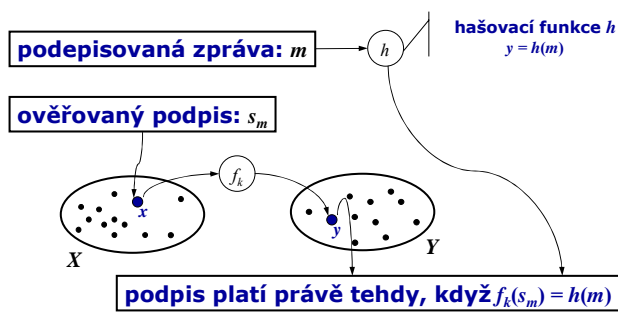 hašovací funkce h
y = h(m)
podepisovaná zpráva: m
h
ověřovaný podpis: sₘ
fₖ
x
y
X
Y
podpis platí právě tehdy, když fₖ(sₘ) = h(m)